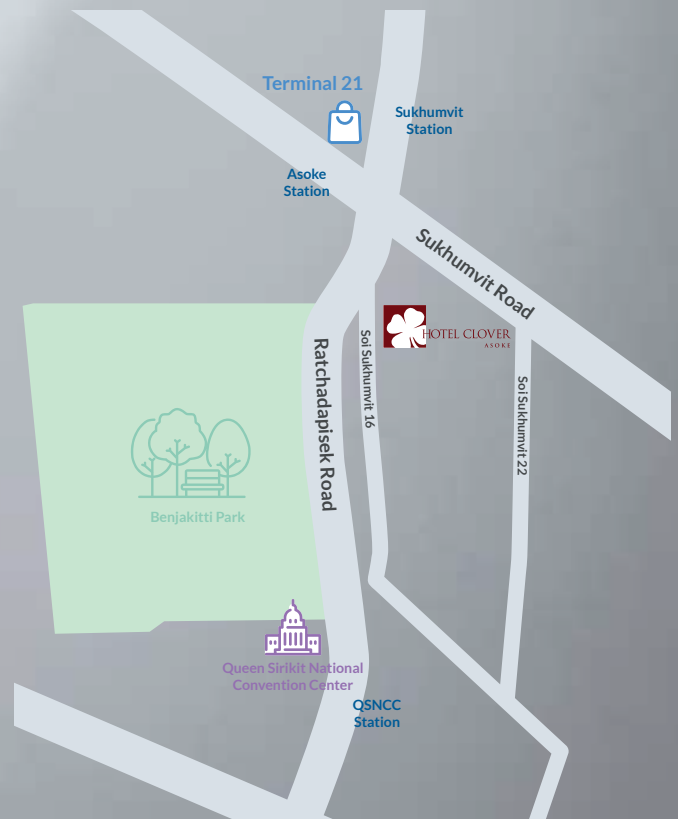 Terminal 21
Sukhumvit
Station
Asoke
Station
Sukhumvit Road
HOTEL CLOVER
ASOKE
Soi Sukhumvit 16
Ratchadapisek Road
Soi Sukhumvit 22
Benjakitti Park
Queen Sirikit National
Convention Center
QSNCC
Station